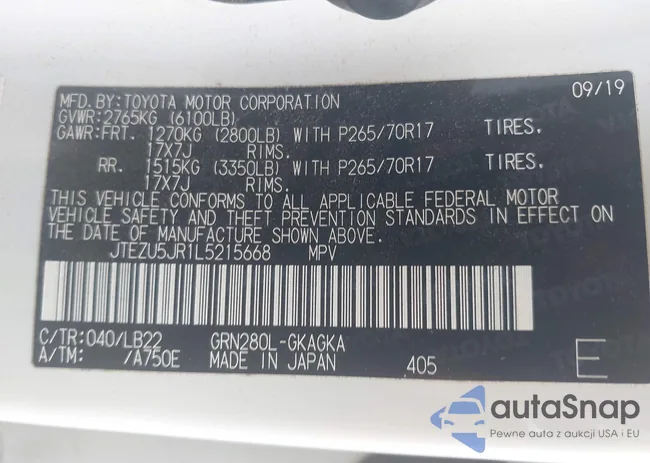 MFD. BY: TOYOTA MOTOR CORPORATION 09/19
GVWR: 2765KG (6100LB)
GAWR: FRT. 1270KG (2800LB) WITH P265/70R17 TIRES.
17X7J RIMS.
RR. 1515KG (3350LB) WITH P265/70R17 TIRES.
17X7J RIMS.
THIS VEHICLE CONFORMS TO ALL APPLICABLE FEDERAL MOTOR
VEHICLE SAFETY AND THEFT PREVENTION STANDARDS IN EFFECT ON
THE DATE OF MANUFACTURE SHOWN ABOVE.
JTEZU5JR1L5215668 MPV
C/TR: 040/LB22 GRN280L-GKAGKA
A/TM: /A750E MADE IN JAPAN 405 E
autoSnap
Pewne auta z aukcji USA i EU